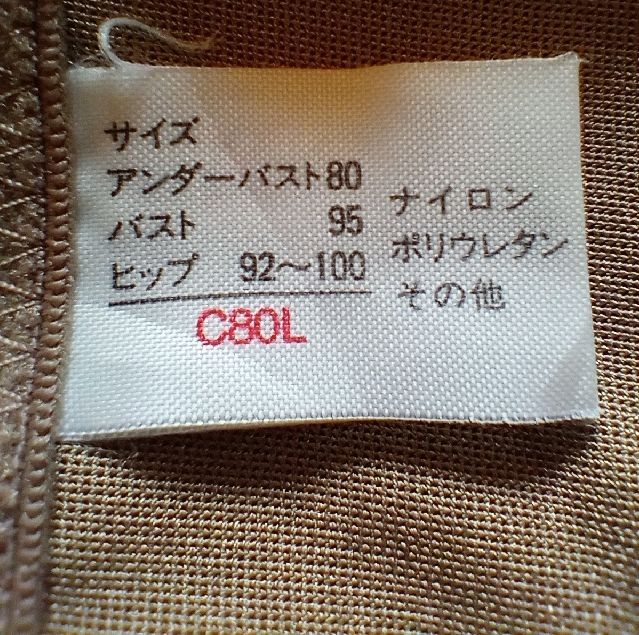 サイズ
アンダーバスト80
バスト 95
ヒップ 92〜100
C80L
ナイロン
ポリウレタン
その他